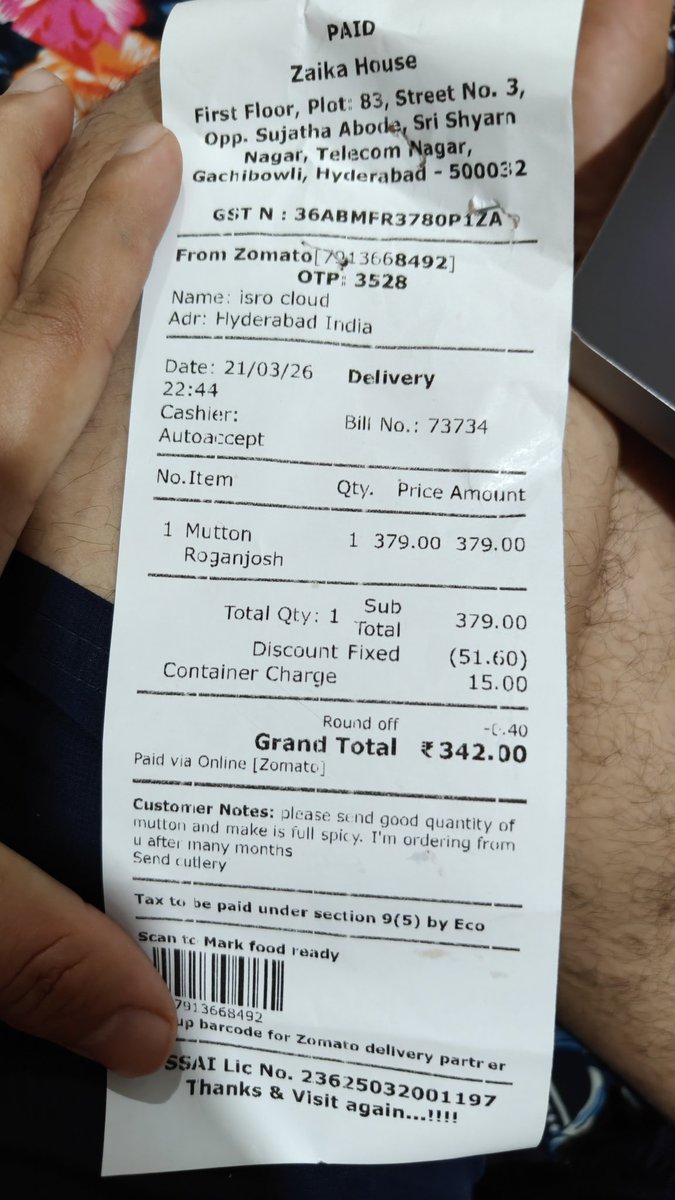 PAID
Zaika House
First Floor, Plot: 83, Street No. 3,
Opp. Sujatha Abode, Sri Shyam
Nagar, Telecom Nagar,
Gachibowli, Hyderabad - 500032
GST N : 36ABMFR3780P1ZA
From Zomato[7913668492]
OTP: 3528
Name: isro cloud
Adr: Hyderabad India
Date: 21/03/26 Delivery
22:44
Cashier: Bill No.: 73734
Autoaccept
No.Item Qty. Price Amount
1 Mutton 1 379.00 379.00
Roganjosh
Total Qty: 1 Sub Total 379.00
Discount Fixed (51.60)
Container Charge 15.00
Round off -0.40
Grand Total ₹342.00
Paid via Online [Zomato]
Customer Notes: please send good quantity of
mutton and make is full spicy. I'm ordering from
u after many months
Send cutlery
Tax to be paid under section 9(5) by Eco
Scan to Mark food ready
7913668492
up barcode for Zomato delivery partner
SSAI Lic No. 23625032001197
Thanks & Visit again...!!!!